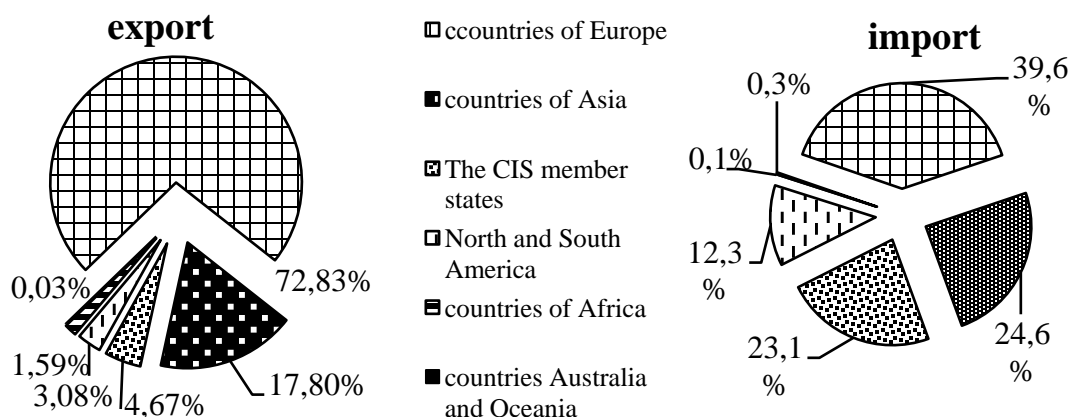 export
72,83%
17,80%
4,67%
3,08%
1,59%
0,03%
ccountries of Europe
countries of Asia
The CIS member
states
North and South
America
countries of Africa
countries Australia
and Oceania
import
39,6
%
24,6
%
23,1
%
12,3
%
0,1%
0,3%